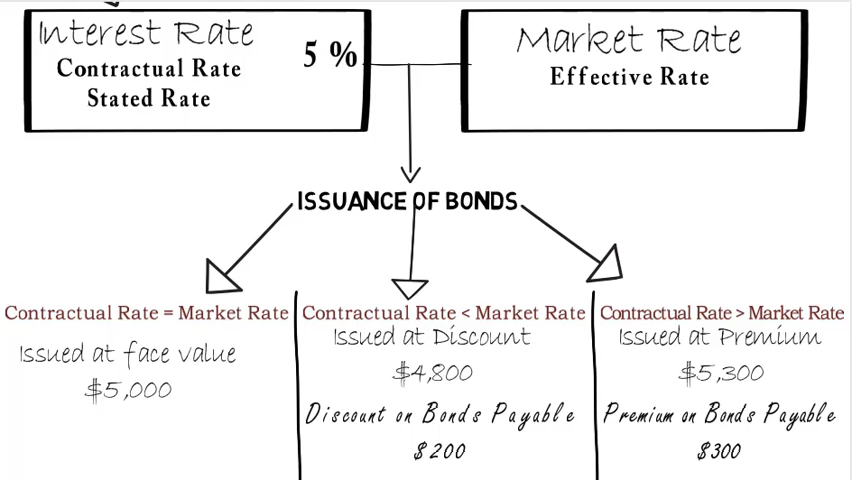 Interest Rate
Contractual Rate
Stated Rate
5 %
Market Rate
Effective Rate
ISSUANCE OF BONDS
Contractual Rate = Market Rate
Issued at face value
$5,000
Contractual Rate < Market Rate
Issued at Discount
$4,800
Discount on Bonds Payable
$200
Contractual Rate > Market Rate
Issued at Premium
$5,300
Premium on Bonds Payable
$300